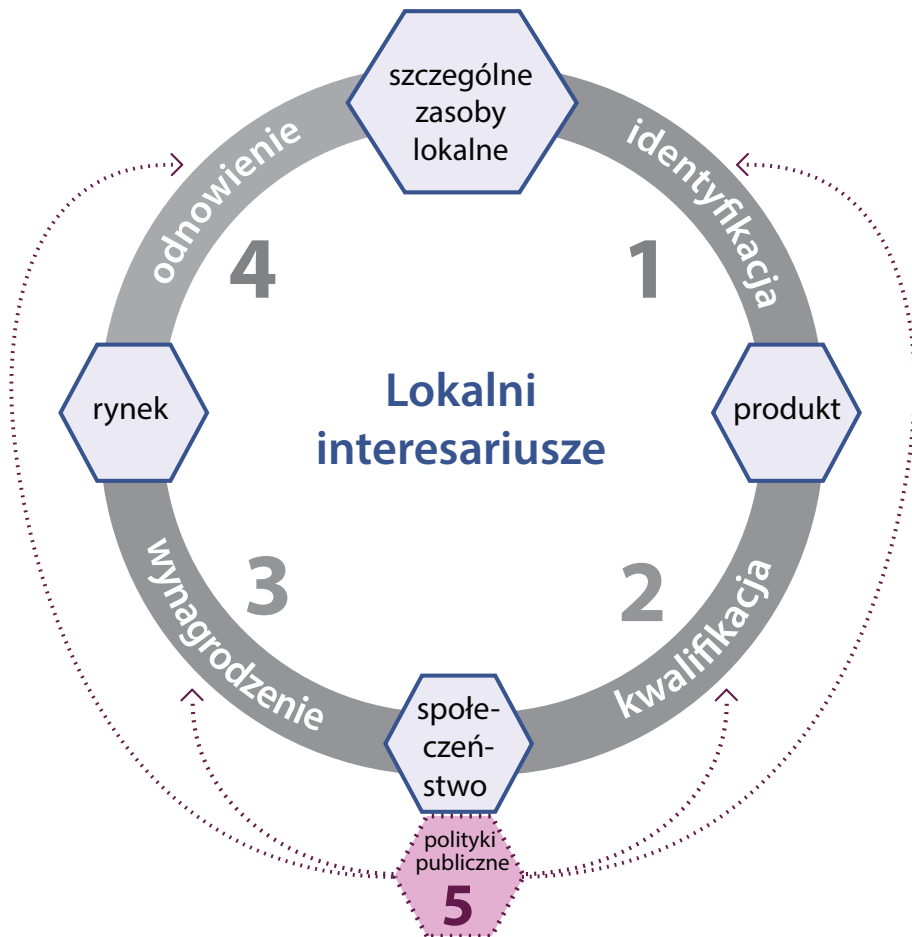 szczególne
zasoby
lokalne
identyfikacja
1
produkt
kwalifikacja
2
społe-
czeń-
stwo
wynagrodzenie
3
rynek
odnowienie
4
Lokalni
interesariusze
polityki
publiczne
5